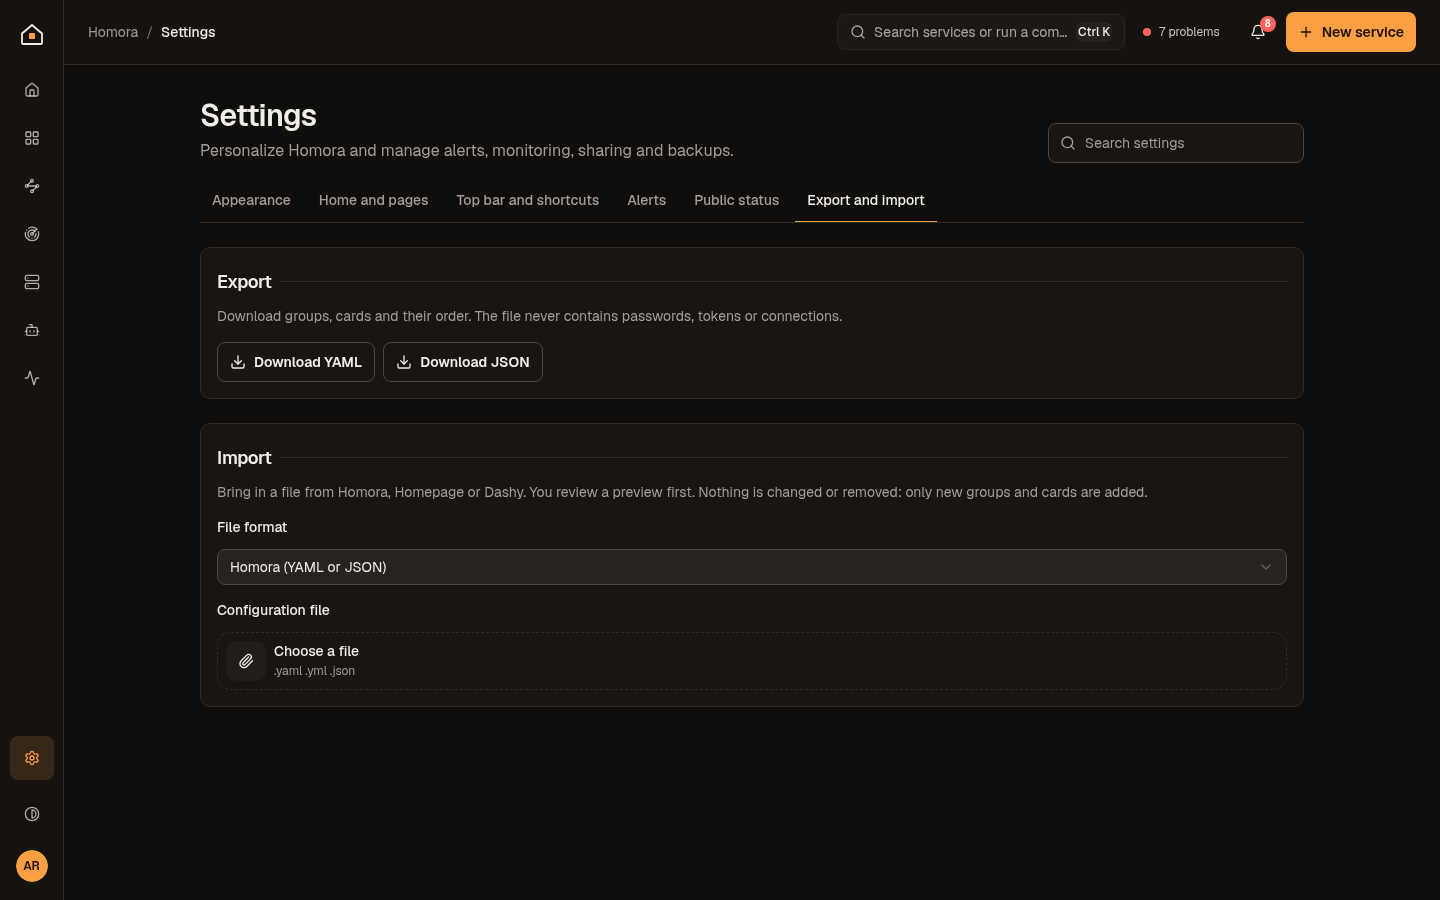 Homora / Settings
Search services or run a com... Ctrl K
7 problems
8
New service
Settings
Personalize Homora and manage alerts, monitoring, sharing and backups.
Search settings
Appearance
Home and pages
Top bar and shortcuts
Alerts
Public status
Export and import
Export
Download groups, cards and their order. The file never contains passwords, tokens or connections.
Download YAML
Download JSON
Import
Bring in a file from Homora, Homepage or Dashy. You review a preview first. Nothing is changed or removed: only new groups and cards are added.
File format
Homora (YAML or JSON)
Configuration file
Choose a file
.yaml .yml .json
AR